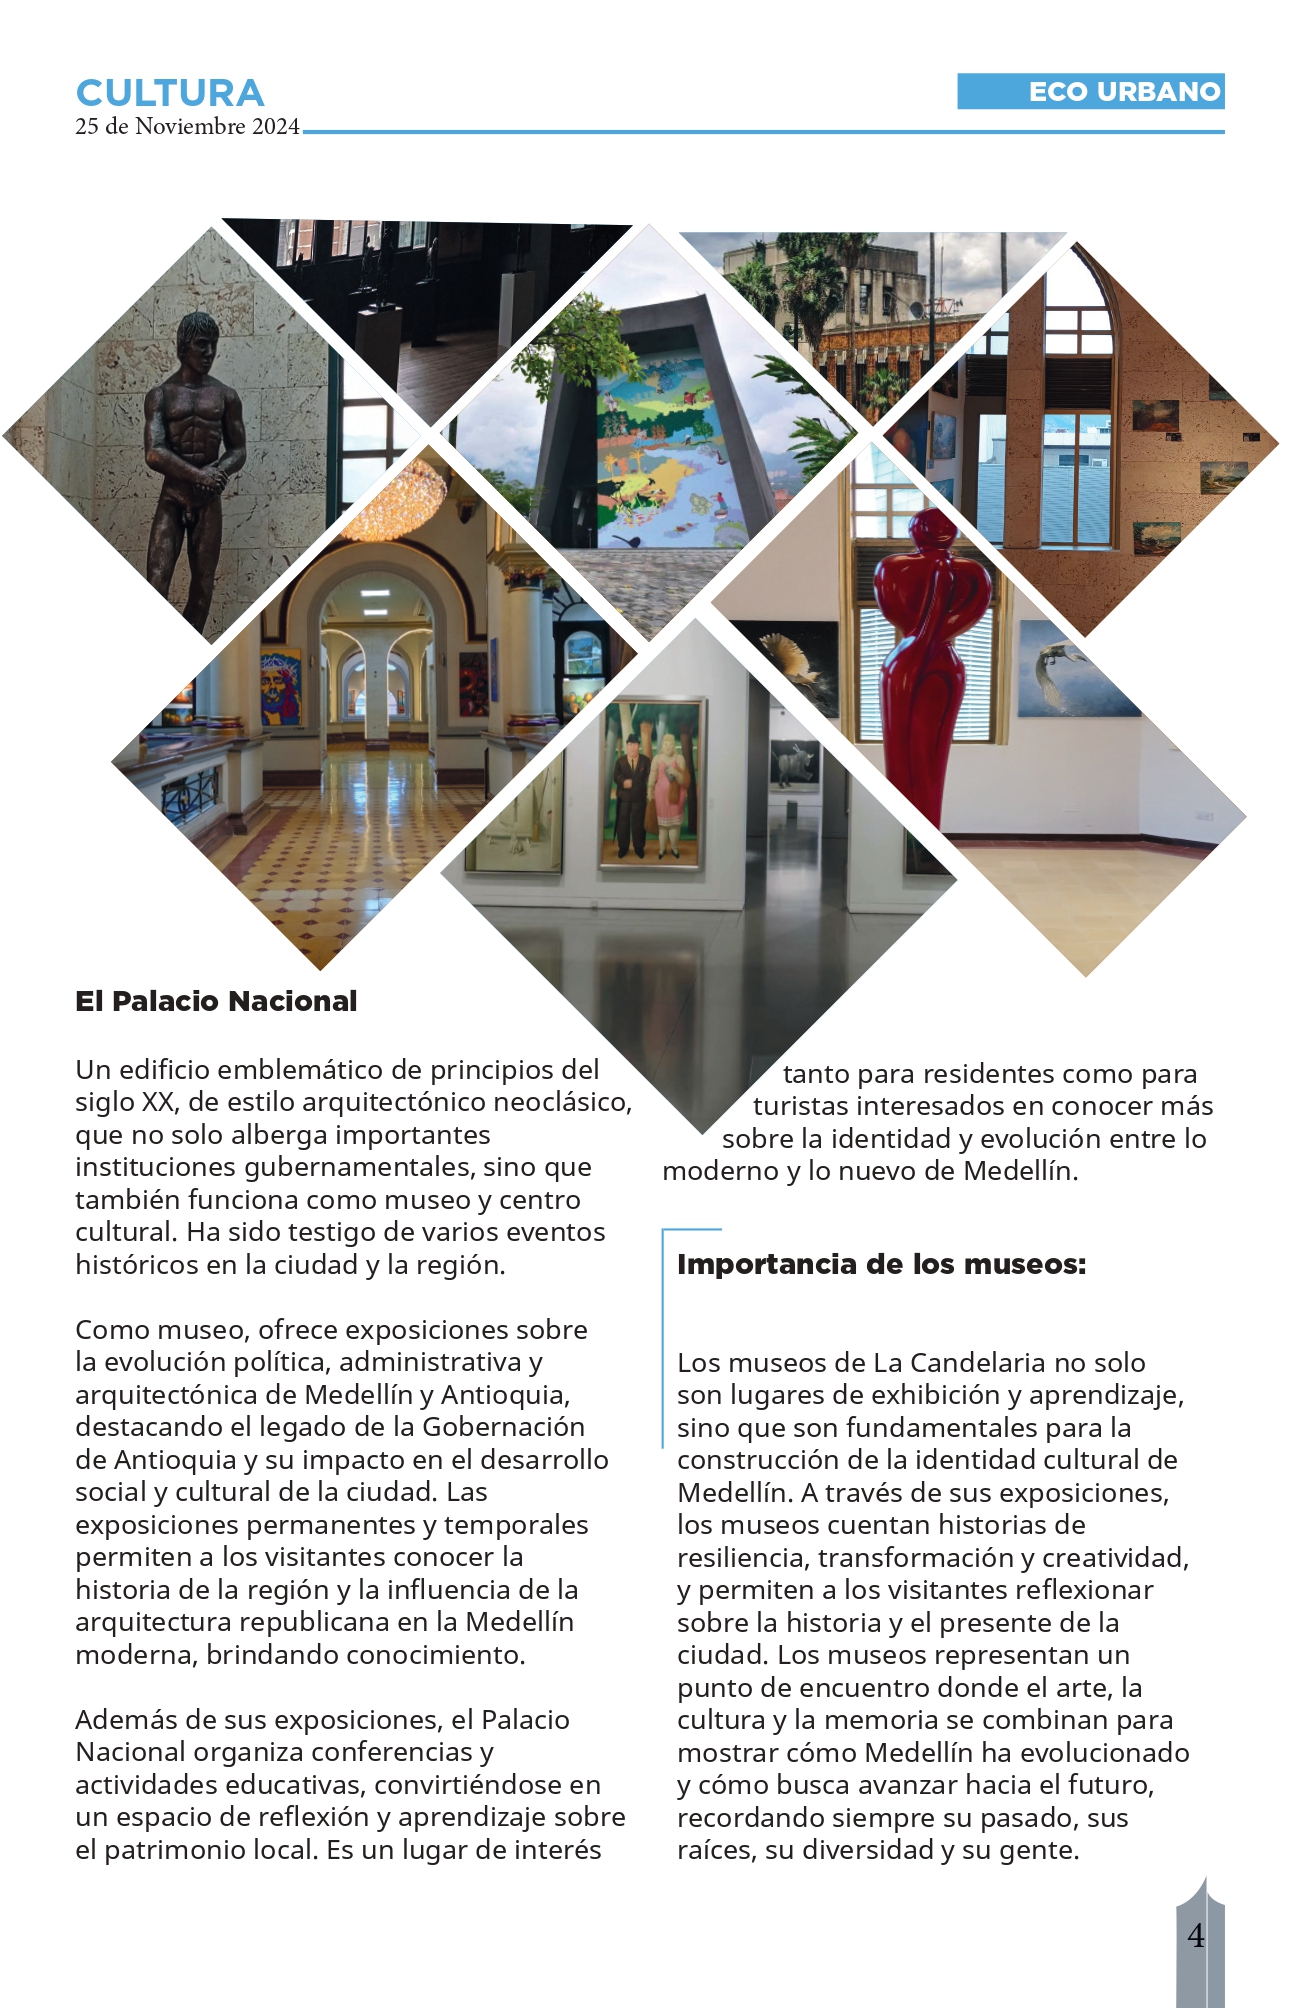 CULTURA
ECO URBANO
25 de Noviembre 2024
El Palacio Nacional
Un edificio emblemático de principios del
siglo XX, de estilo arquitectónico neoclásico,
que no solo alberga importantes
instituciones gubernamentales, sino que
también funciona como museo y centro
cultural. Ha sido testigo de varios eventos
históricos en la ciudad y la región.
Como museo, ofrece exposiciones sobre
la evolución política, administrativa y
arquitectónica de Medellín y Antioquia,
destacando el legado de la Gobernación
de Antioquia y su impacto en el desarrollo
social y cultural de la ciudad. Las
exposiciones permanentes y temporales
permiten a los visitantes conocer la
historia de la región y la influencia de la
arquitectura republicana en la Medellín
moderna, brindando conocimiento.
Además de sus exposiciones, el Palacio
Nacional organiza conferencias y
actividades educativas, convirtiéndose en
un espacio de reflexión y aprendizaje sobre
el patrimonio local. Es un lugar de interés
tanto para residentes como para
turistas interesados en conocer más
sobre la identidad y evolución entre lo
moderno y lo nuevo de Medellín.
Importancia de los museos:
Los museos de La Candelaria no solo
son lugares de exhibición y aprendizaje,
sino que son fundamentales para la
construcción de la identidad cultural de
Medellín. A través de sus exposiciones,
los museos cuentan historias de
resiliencia, transformación y creatividad,
y permiten a los visitantes reflexionar
sobre la historia y el presente de la
ciudad. Los museos representan un
punto de encuentro donde el arte, la
cultura y la memoria se combinan para
mostrar cómo Medellín ha evolucionado
y cómo busca avanzar hacia el futuro,
recordando siempre su pasado, sus
raíces, su diversidad y su gente.
4